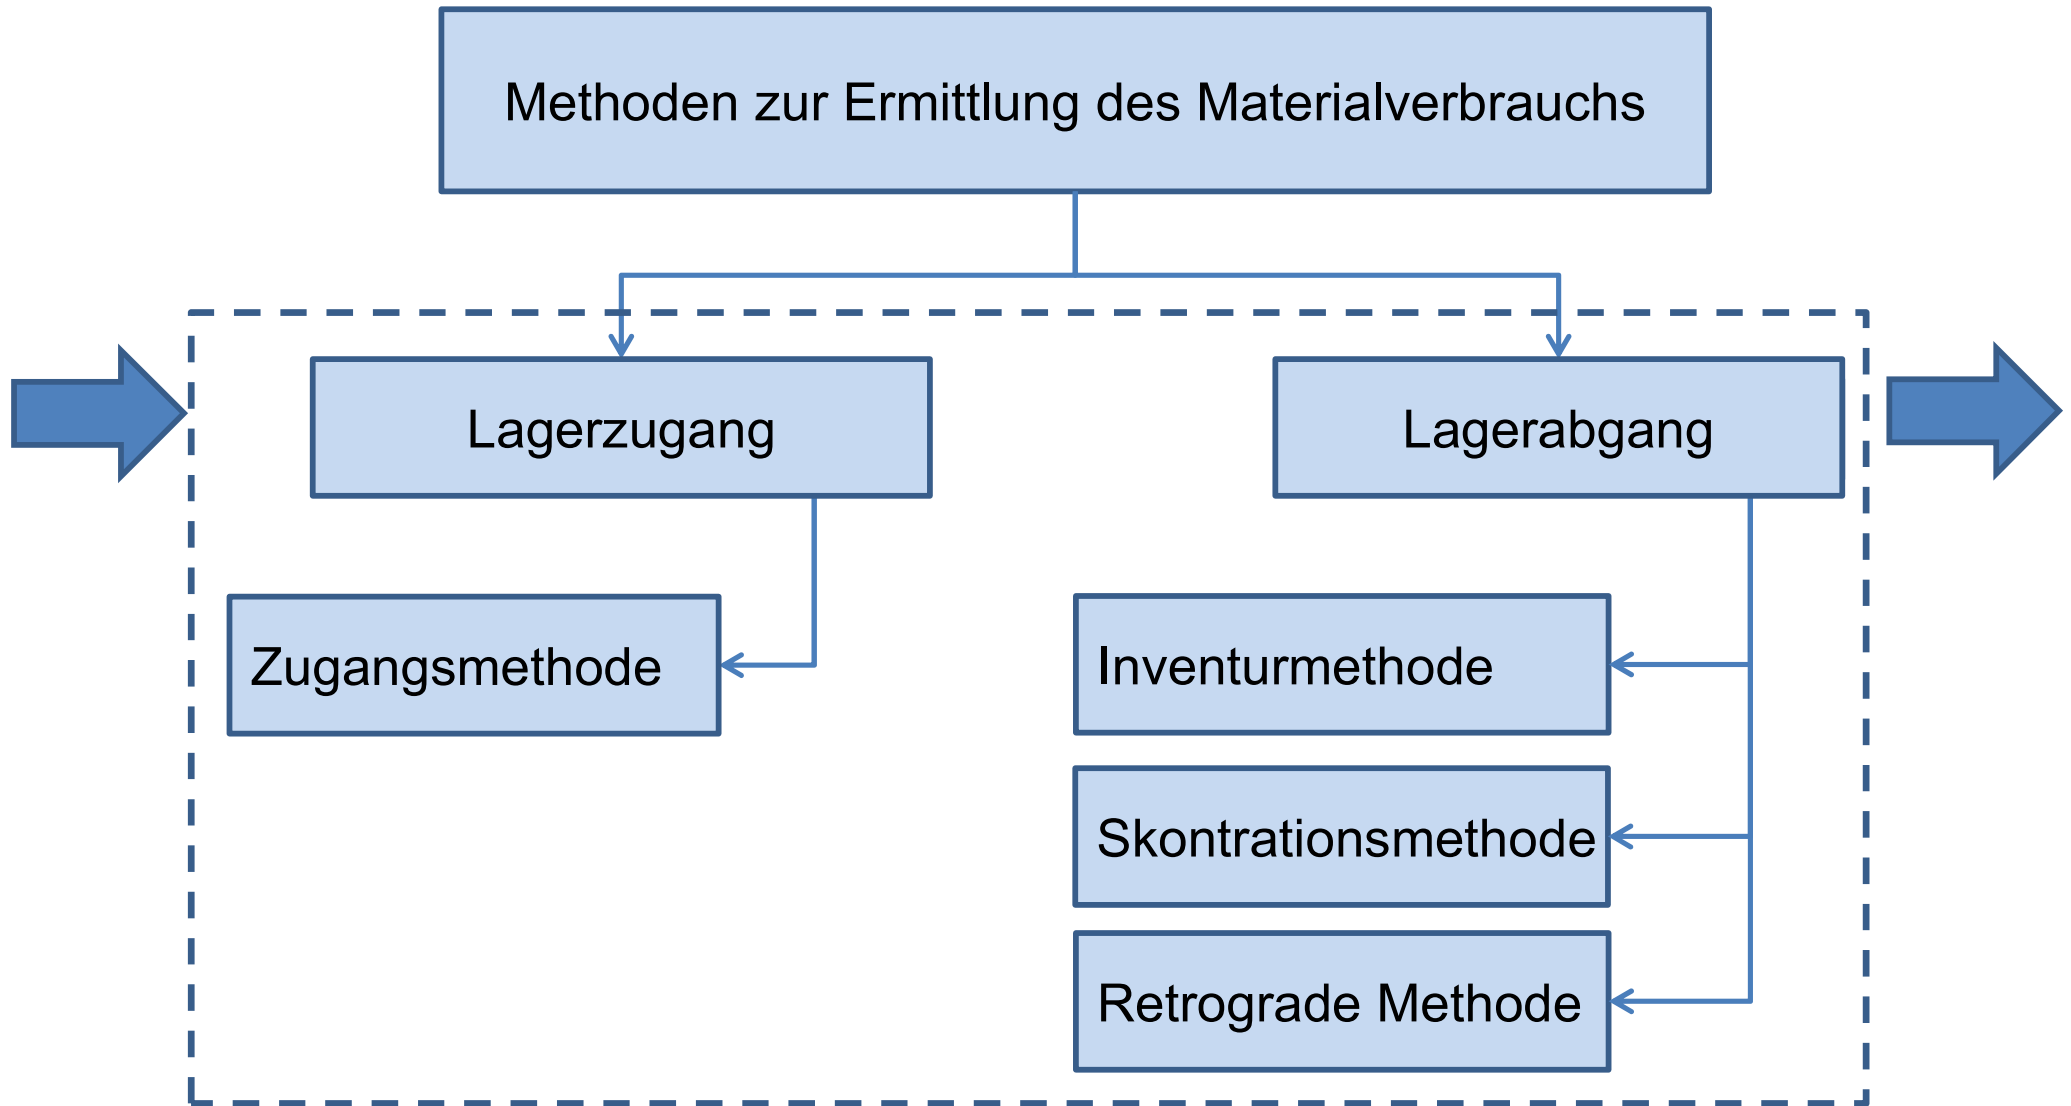 Methoden zur Ermittlung des Materialverbrauchs
Lagerzugang
Lagerabgang
Zugangsmethode
Inventurmethode
Skontrationsmethode
Retrograde Methode